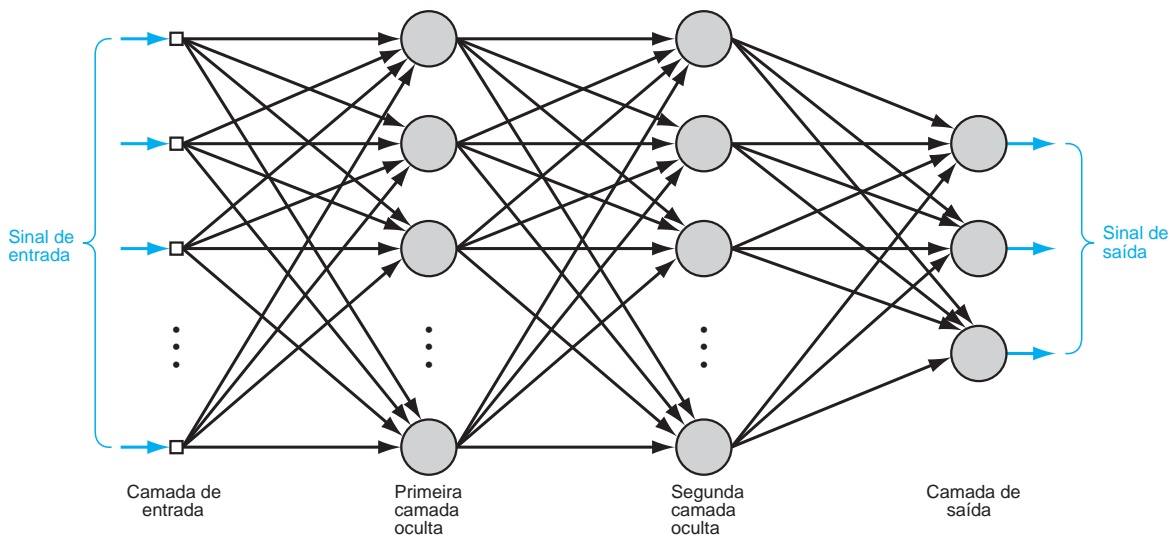 Sinal de
entrada
Sinal de
saída
Camada de
entrada
Primeira
camada
oculta
Segunda
camada
oculta
Camada de
saída